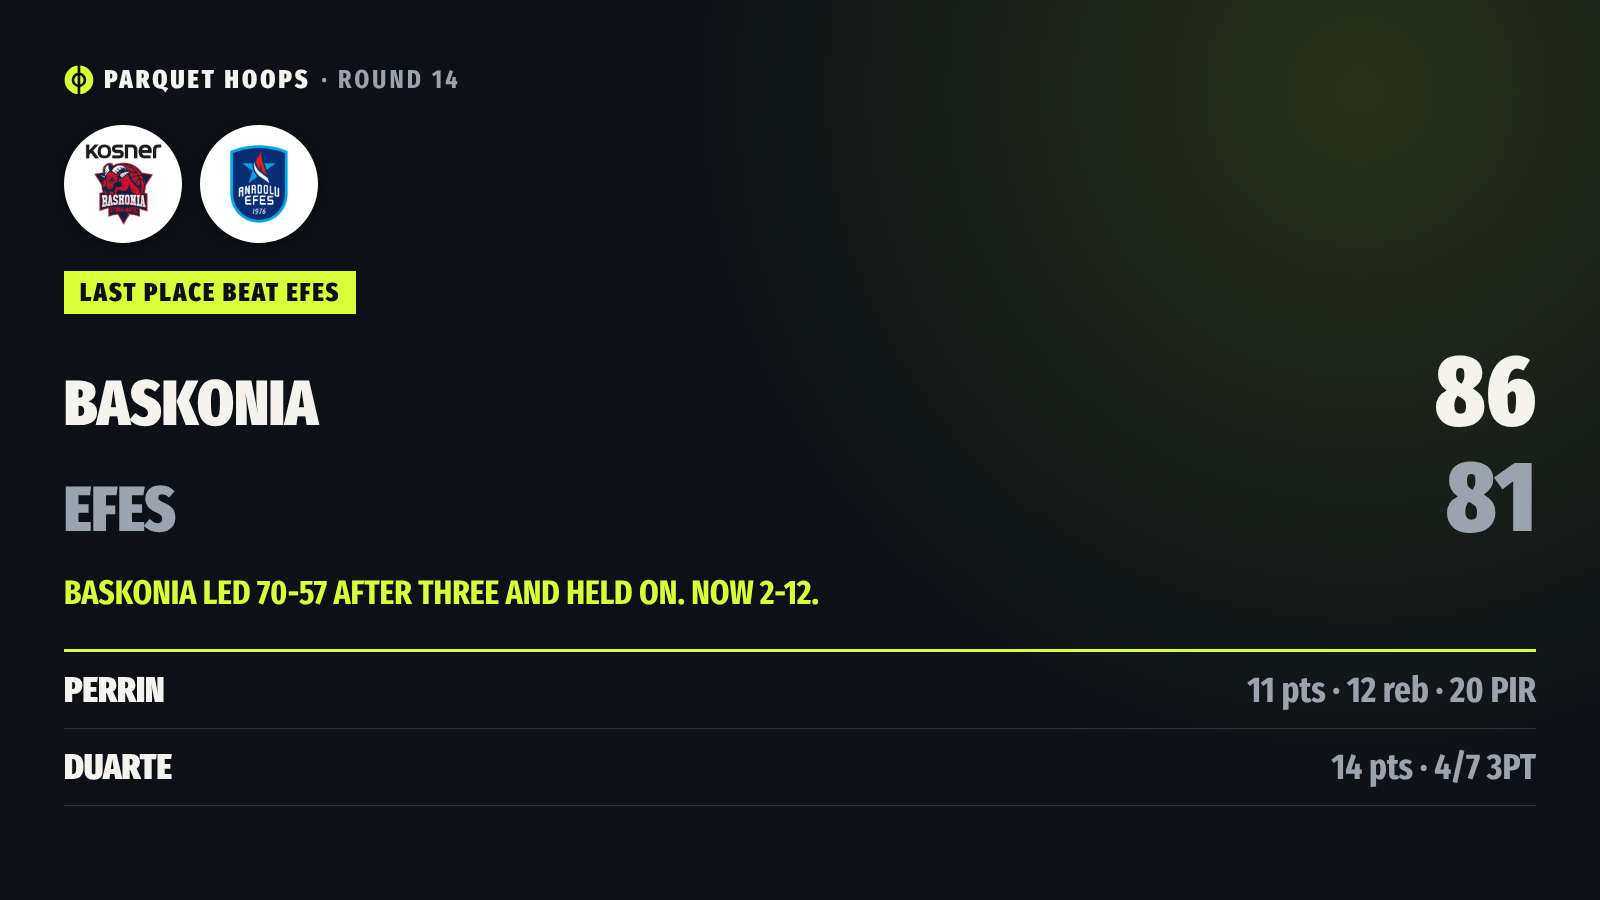 PARQUET HOOPS · ROUND 14
KOSNER
BASKONIA
ANADOLU
EFES
1976
LAST PLACE BEAT EFES
BASKONIA 86
EFES 81
BASKONIA LED 70-57 AFTER THREE AND HELD ON. NOW 2-12.
PERRIN 11 pts · 12 reb · 20 PIR
DUARTE 14 pts · 4/7 3PT